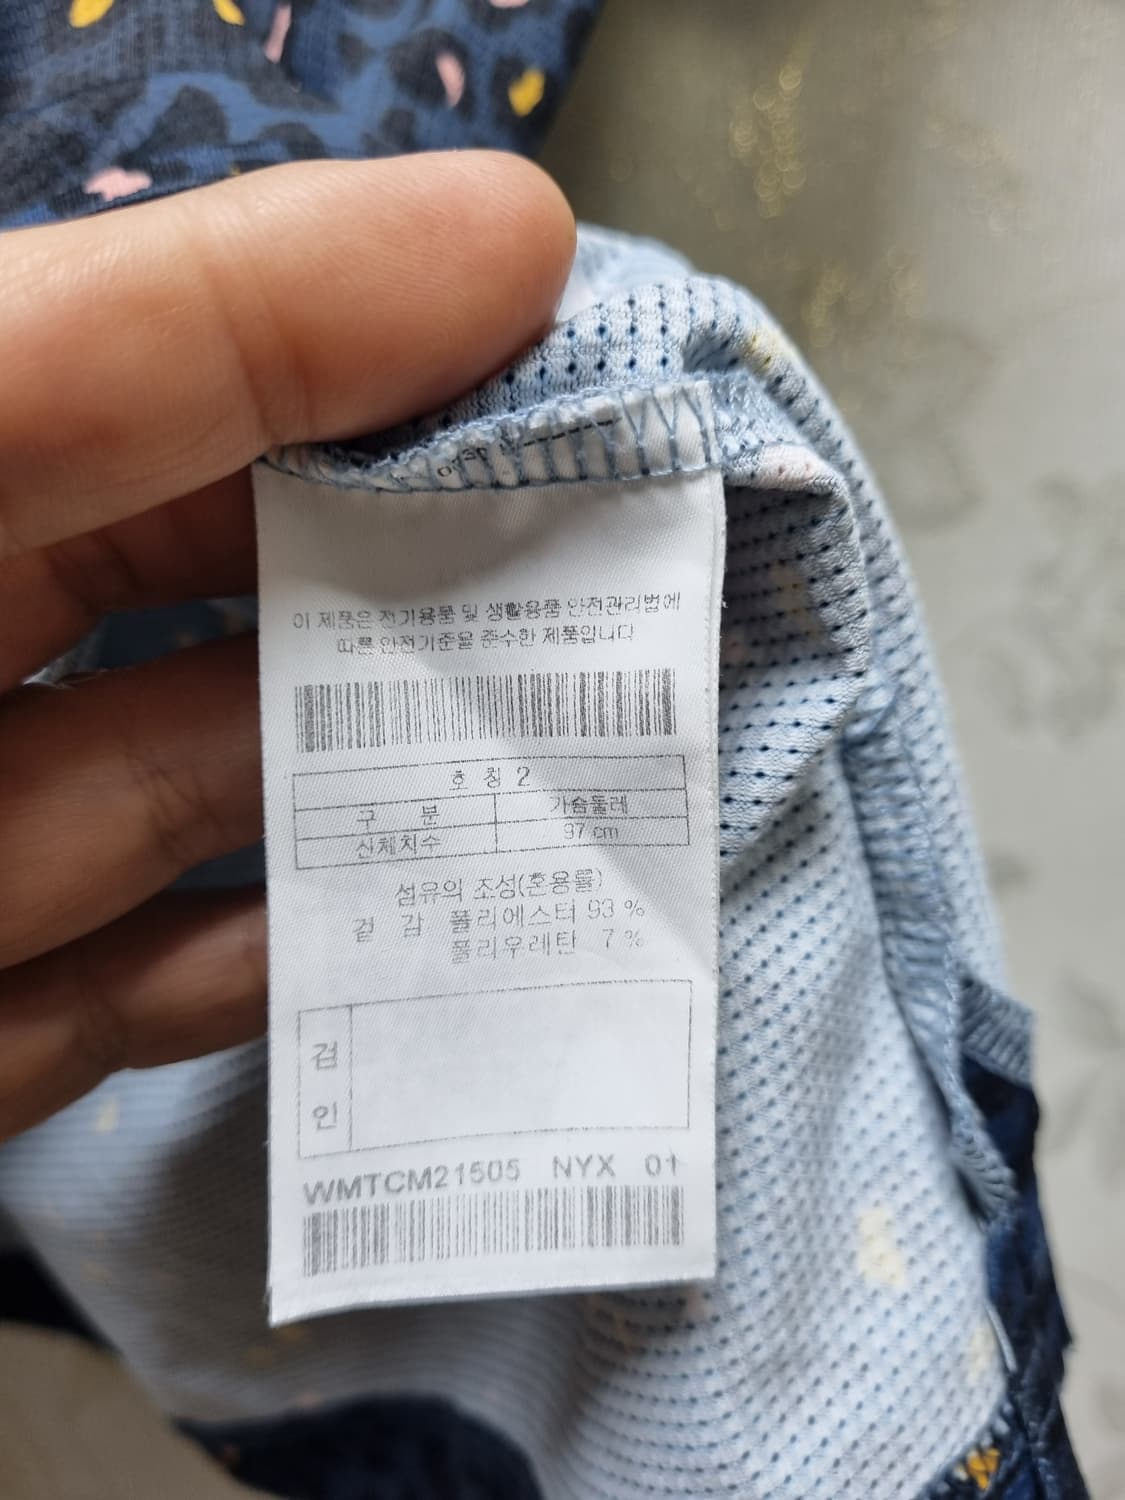 이 제품은 전기용품 및 생활용품 안전관리법에
따른 안전기준을 준수한 제품입니다
호 칭 2
구 분 가슴둘레
신체치수 97 cm
섬유의 조성(혼용률)
겉 감 폴리에스터 93 %
폴리우레탄 7 %
검
인
WMTCM21505 NYX 01